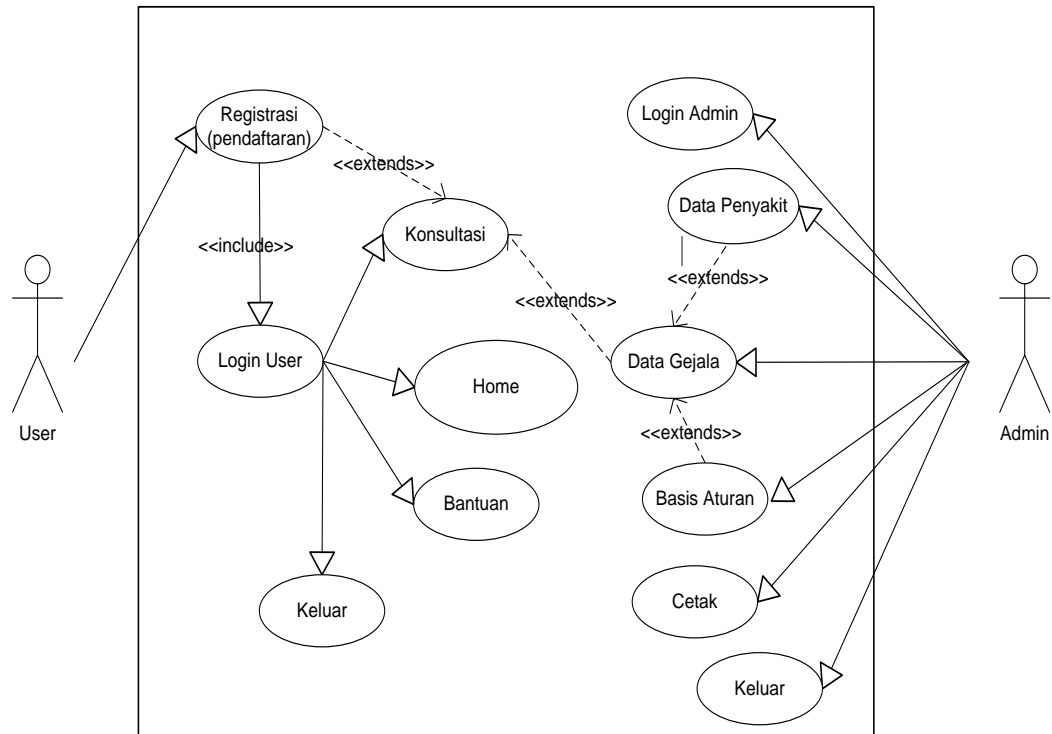 Registrasi
(pendaftaran)
Login Admin
<<extends>>
Data Penyakit
Konsultasi
<<include>>
<<extends>>
<<extends>>
Login User
Data Gejala
Home
User
Admin
<<extends>>
Bantuan
Basis Aturan
Keluar
Cetak
Keluar